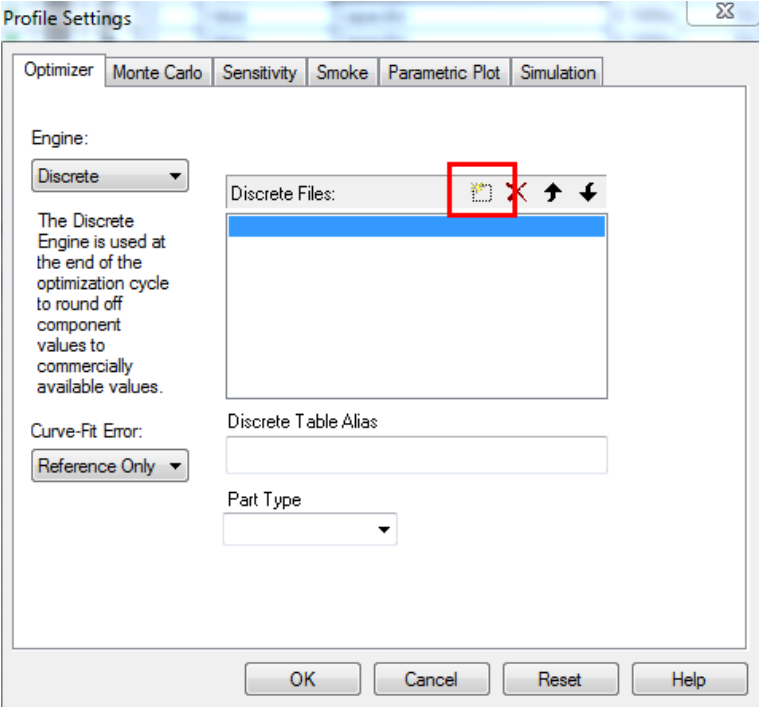 Profile Settings
Optimizer Monte Carlo Sensitivity Smoke Parametric Plot Simulation
Engine:
Discrete
Discrete Files:
The Discrete
Engine is used at
the end of the
optimization cycle
to round off
component
values to
commercially
available values.
Discrete Table Alias
Curve-Fit Error:
Reference Only
Part Type
OK Cancel Reset Help